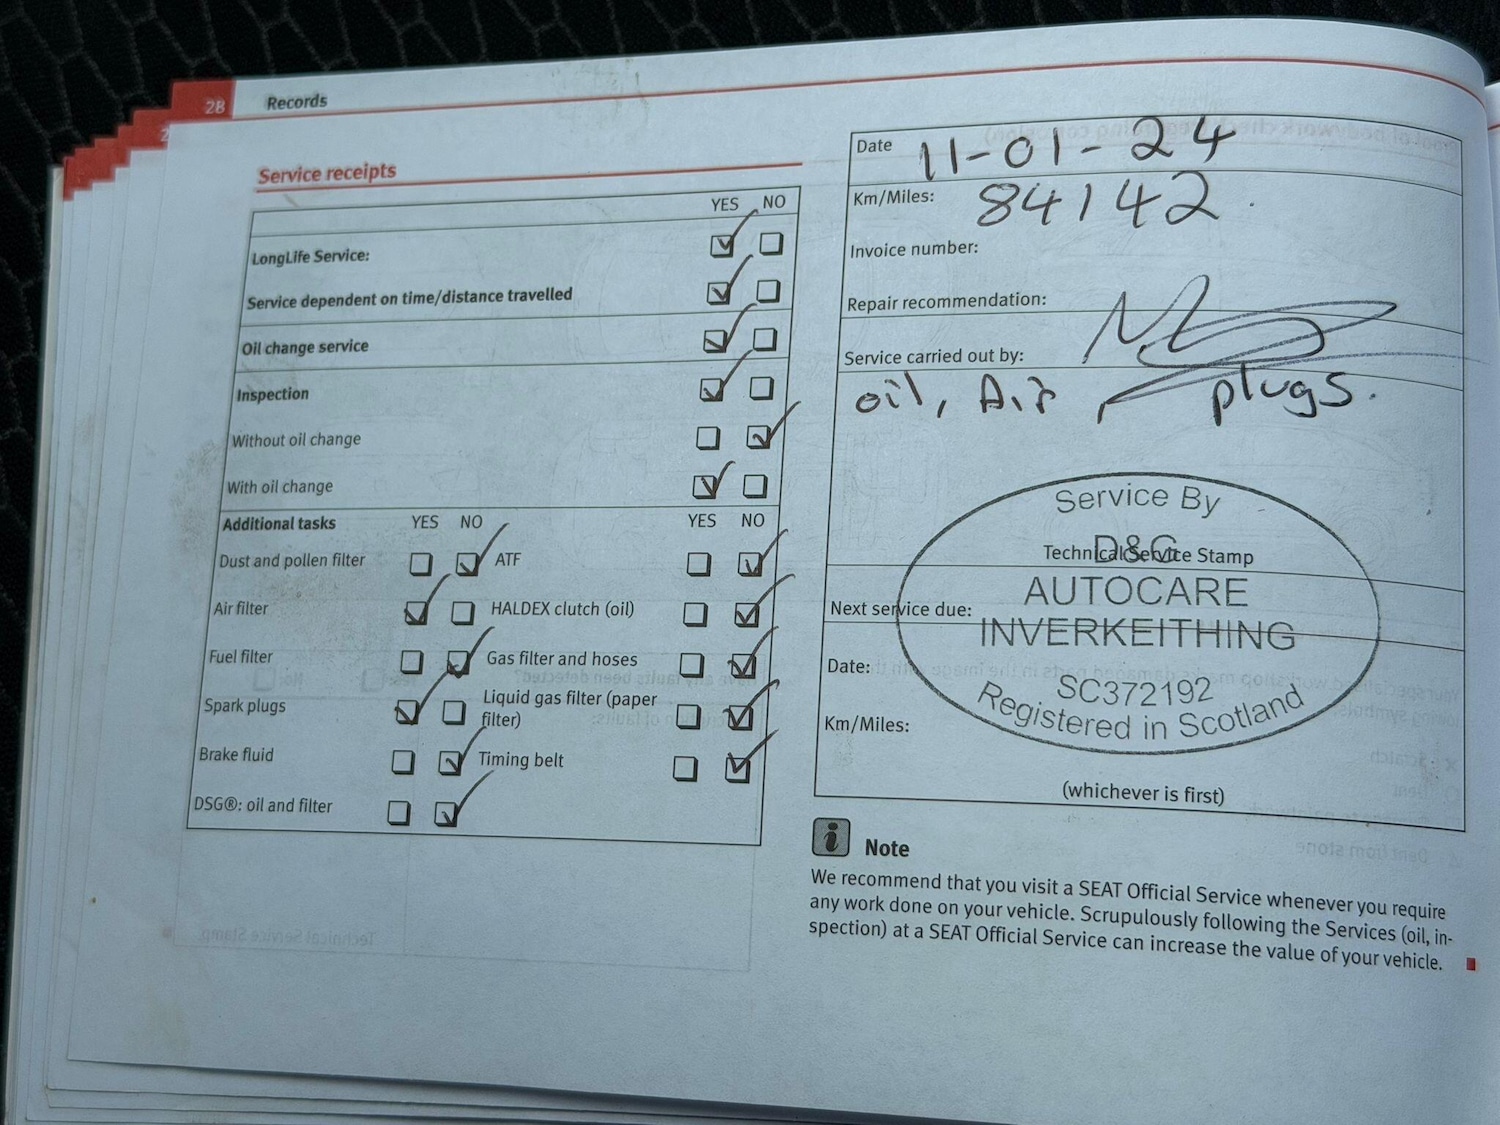 28 Records
Service receipts
YES NO
LongLife Service:
Service dependent on time/distance travelled
Oil change service
Inspection
Without oil change
With oil change
Additional tasks YES NO YES NO
Dust and pollen filter ATF
Air filter HALDEX clutch (oil)
Fuel filter Gas filter and hoses
Spark plugs Liquid gas filter (paper
filter)
Brake fluid Timing belt
DSG®: oil and filter
Date 11-01-24
Km/Miles: 84142
Invoice number:
Repair recommendation:
Service carried out by:
oil, Air plugs.
Service By
D&G
Technical Service Stamp
AUTOCARE
Next service due:
INVERKEITHING
Date:
SC372192
Registered in Scotland
Km/Miles:
(whichever is first)
Note
We recommend that you visit a SEAT Official Service whenever you require
any work done on your vehicle. Scrupulously following the Services (oil, in-
spection) at a SEAT Official Service can increase the value of your vehicle.